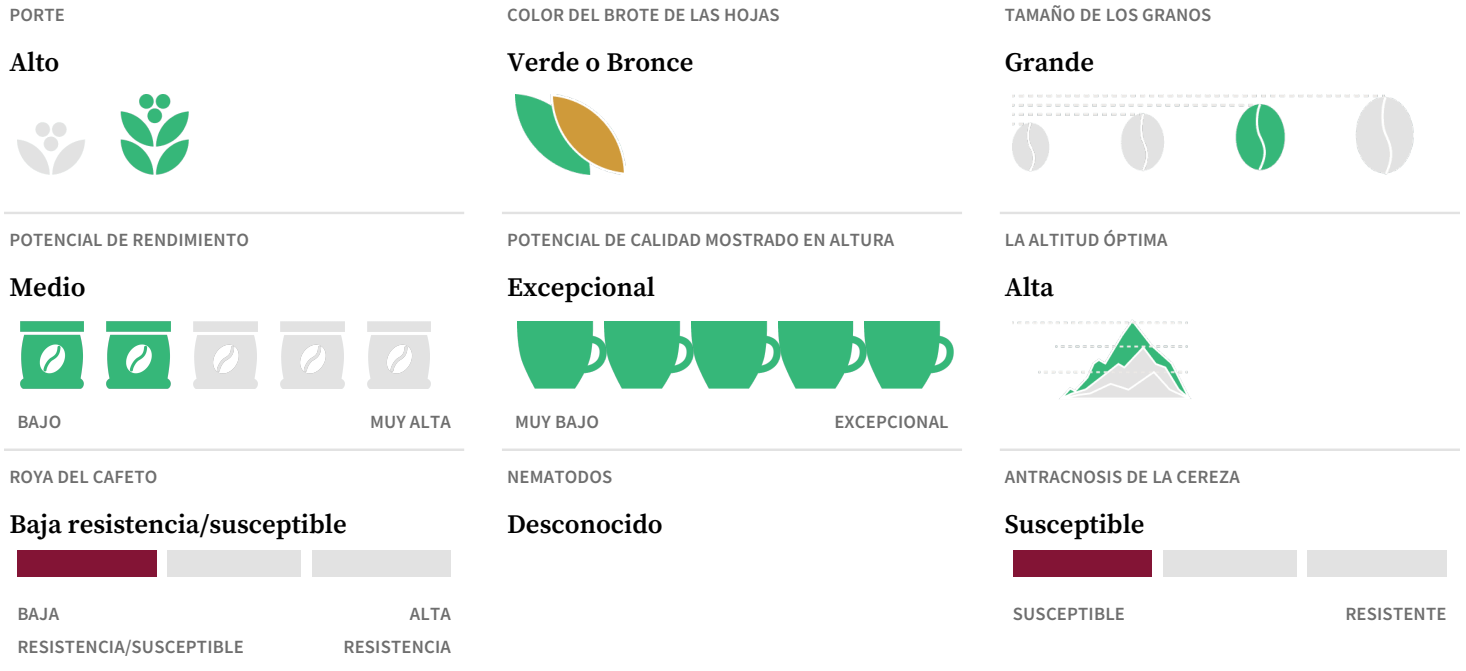 PORTE
Alto
COLOR DEL BROTE DE LAS HOJAS
Verde o Bronce
TAMAÑO DE LOS GRANOS
Grande
POTENCIAL DE RENDIMIENTO
Medio
BAJO
MUY ALTA
POTENCIAL DE CALIDAD MOSTRADO EN ALTURA
Excepcional
MUY BAJO
EXCEPCIONAL
LA ALTITUD ÓPTIMA
Alta
ROYA DEL CAFETO
Baja resistencia/susceptible
BAJA
RESISTENCIA/SUSCEPTIBLE
ALTA
RESISTENCIA
NEMATODOS
Desconocido
ANTRACNOSIS DE LA CEREZA
Susceptible
SUSCEPTIBLE
RESISTENTE